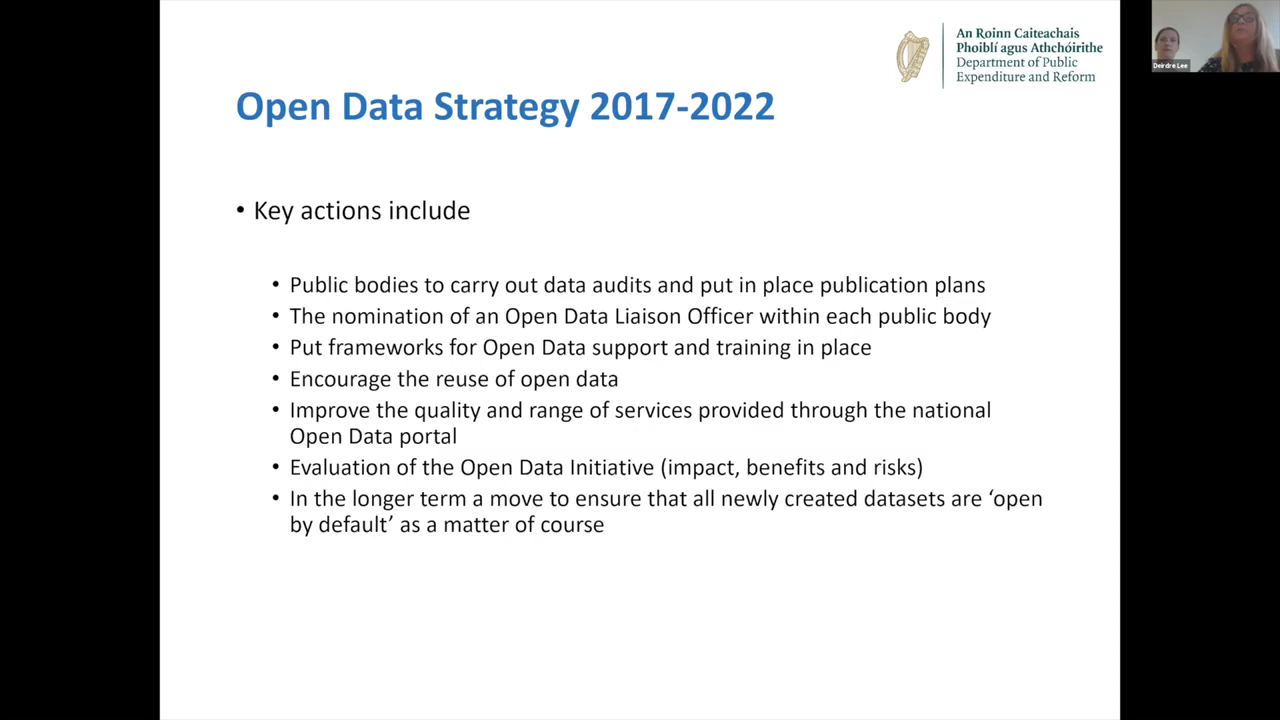 An Roinn Caiteachais
Phoiblí agus Athchóirithe
Department of Public
Expenditure and Reform
Deirdre Lee
Open Data Strategy 2017-2022
• Key actions include
• Public bodies to carry out data audits and put in place publication plans
• The nomination of an Open Data Liaison Officer within each public body
• Put frameworks for Open Data support and training in place
• Encourage the reuse of open data
• Improve the quality and range of services provided through the national
Open Data portal
• Evaluation of the Open Data Initiative (impact, benefits and risks)
• In the longer term a move to ensure that all newly created datasets are ‘open
by default’ as a matter of course